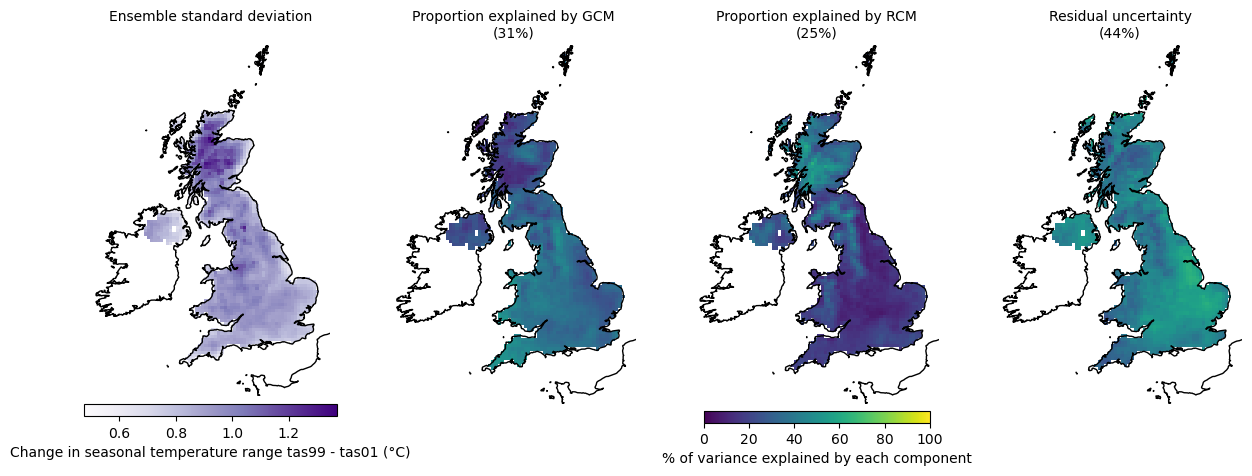 Ensemble standard deviation
Proportion explained by GCM
(31%)
Proportion explained by RCM
(25%)
Residual uncertainty
(44%)
0.6 0.8 1.0 1.2
Change in seasonal temperature range tas99 - tas01 (°C)
0 20 40 60 80 100
% of variance explained by each component